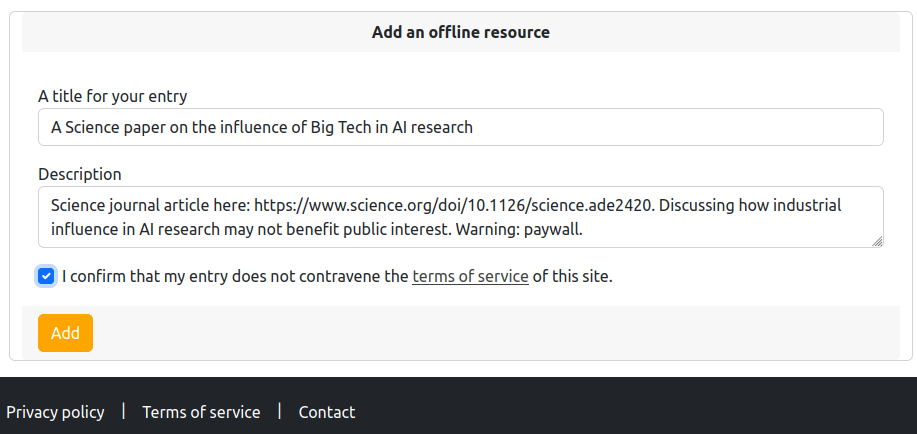 Add an offline resource
A title for your entry
A Science paper on the influence of Big Tech in AI research
Description
Science journal article here: https://www.science.org/doi/10.1126/science.ade2420. Discussing how industrial
influence in AI research may not benefit public interest. Warning: paywall.
I confirm that my entry does not contravene the terms of service of this site.
Add
Privacy policy | Terms of service | Contact